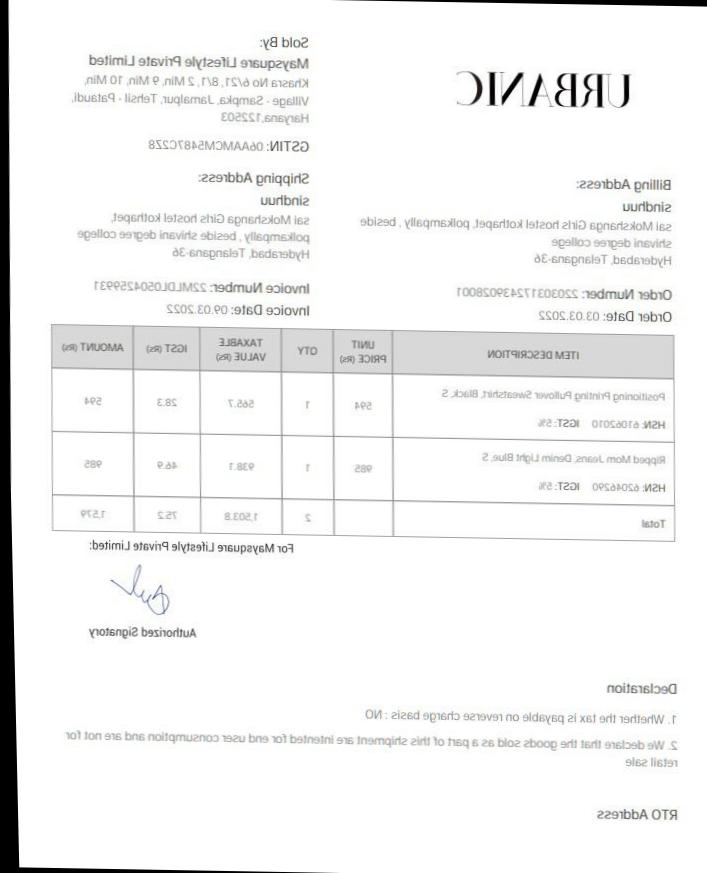 URBANIC
Sold By:
Maysquare Lifestyle Private Limited
Khasra No 6/21, 8/1, 2 Min, 9 Min, 10 Min,
Village - Sampka, Jamalpur, Tehsil - Pataudi,
Haryana,122503
GSTIN: 06AAMCM5487C2Z8
Billing Address:
sindhuu
sai Mokshanga Girls hostel kothapet, polkampally , beside
shivani degree college
Hyderabad, Telangana-36
Shipping Address:
sindhuu
sai Mokshanga Girls hostel kothapet,
polkampally , beside shivani degree college
Hyderabad, Telangana-36
Order Number: 220303172439028001
Order Date: 03.03.2022
Invoice Number: 22MLDL0504259931
Invoice Date: 09.03.2022
ITEM DESCRIPTION UNIT PRICE (Rs) QTY TAXABLE VALUE (Rs) IGST (Rs) AMOUNT (Rs)
Positioning Printing Pullover Sweatshirt, Black, S 594 1 565.7 28.3 594
HSN: 61062010 IGST: 5%
Ripped Mom Jeans, Denim Light Blue, S 985 1 938.1 46.9 985
HSN: 62046290 IGST: 5%
Total 2 1,503.8 75.2 1,579
For Maysquare Lifestyle Private Limited:
Authorized Signatory
Declaration
1. Whether the tax is payable on reverse charge basis : NO
2. We declare that the goods sold as a part of this shipment are intented for end user consumption and are not for
retail sale
RTO Address